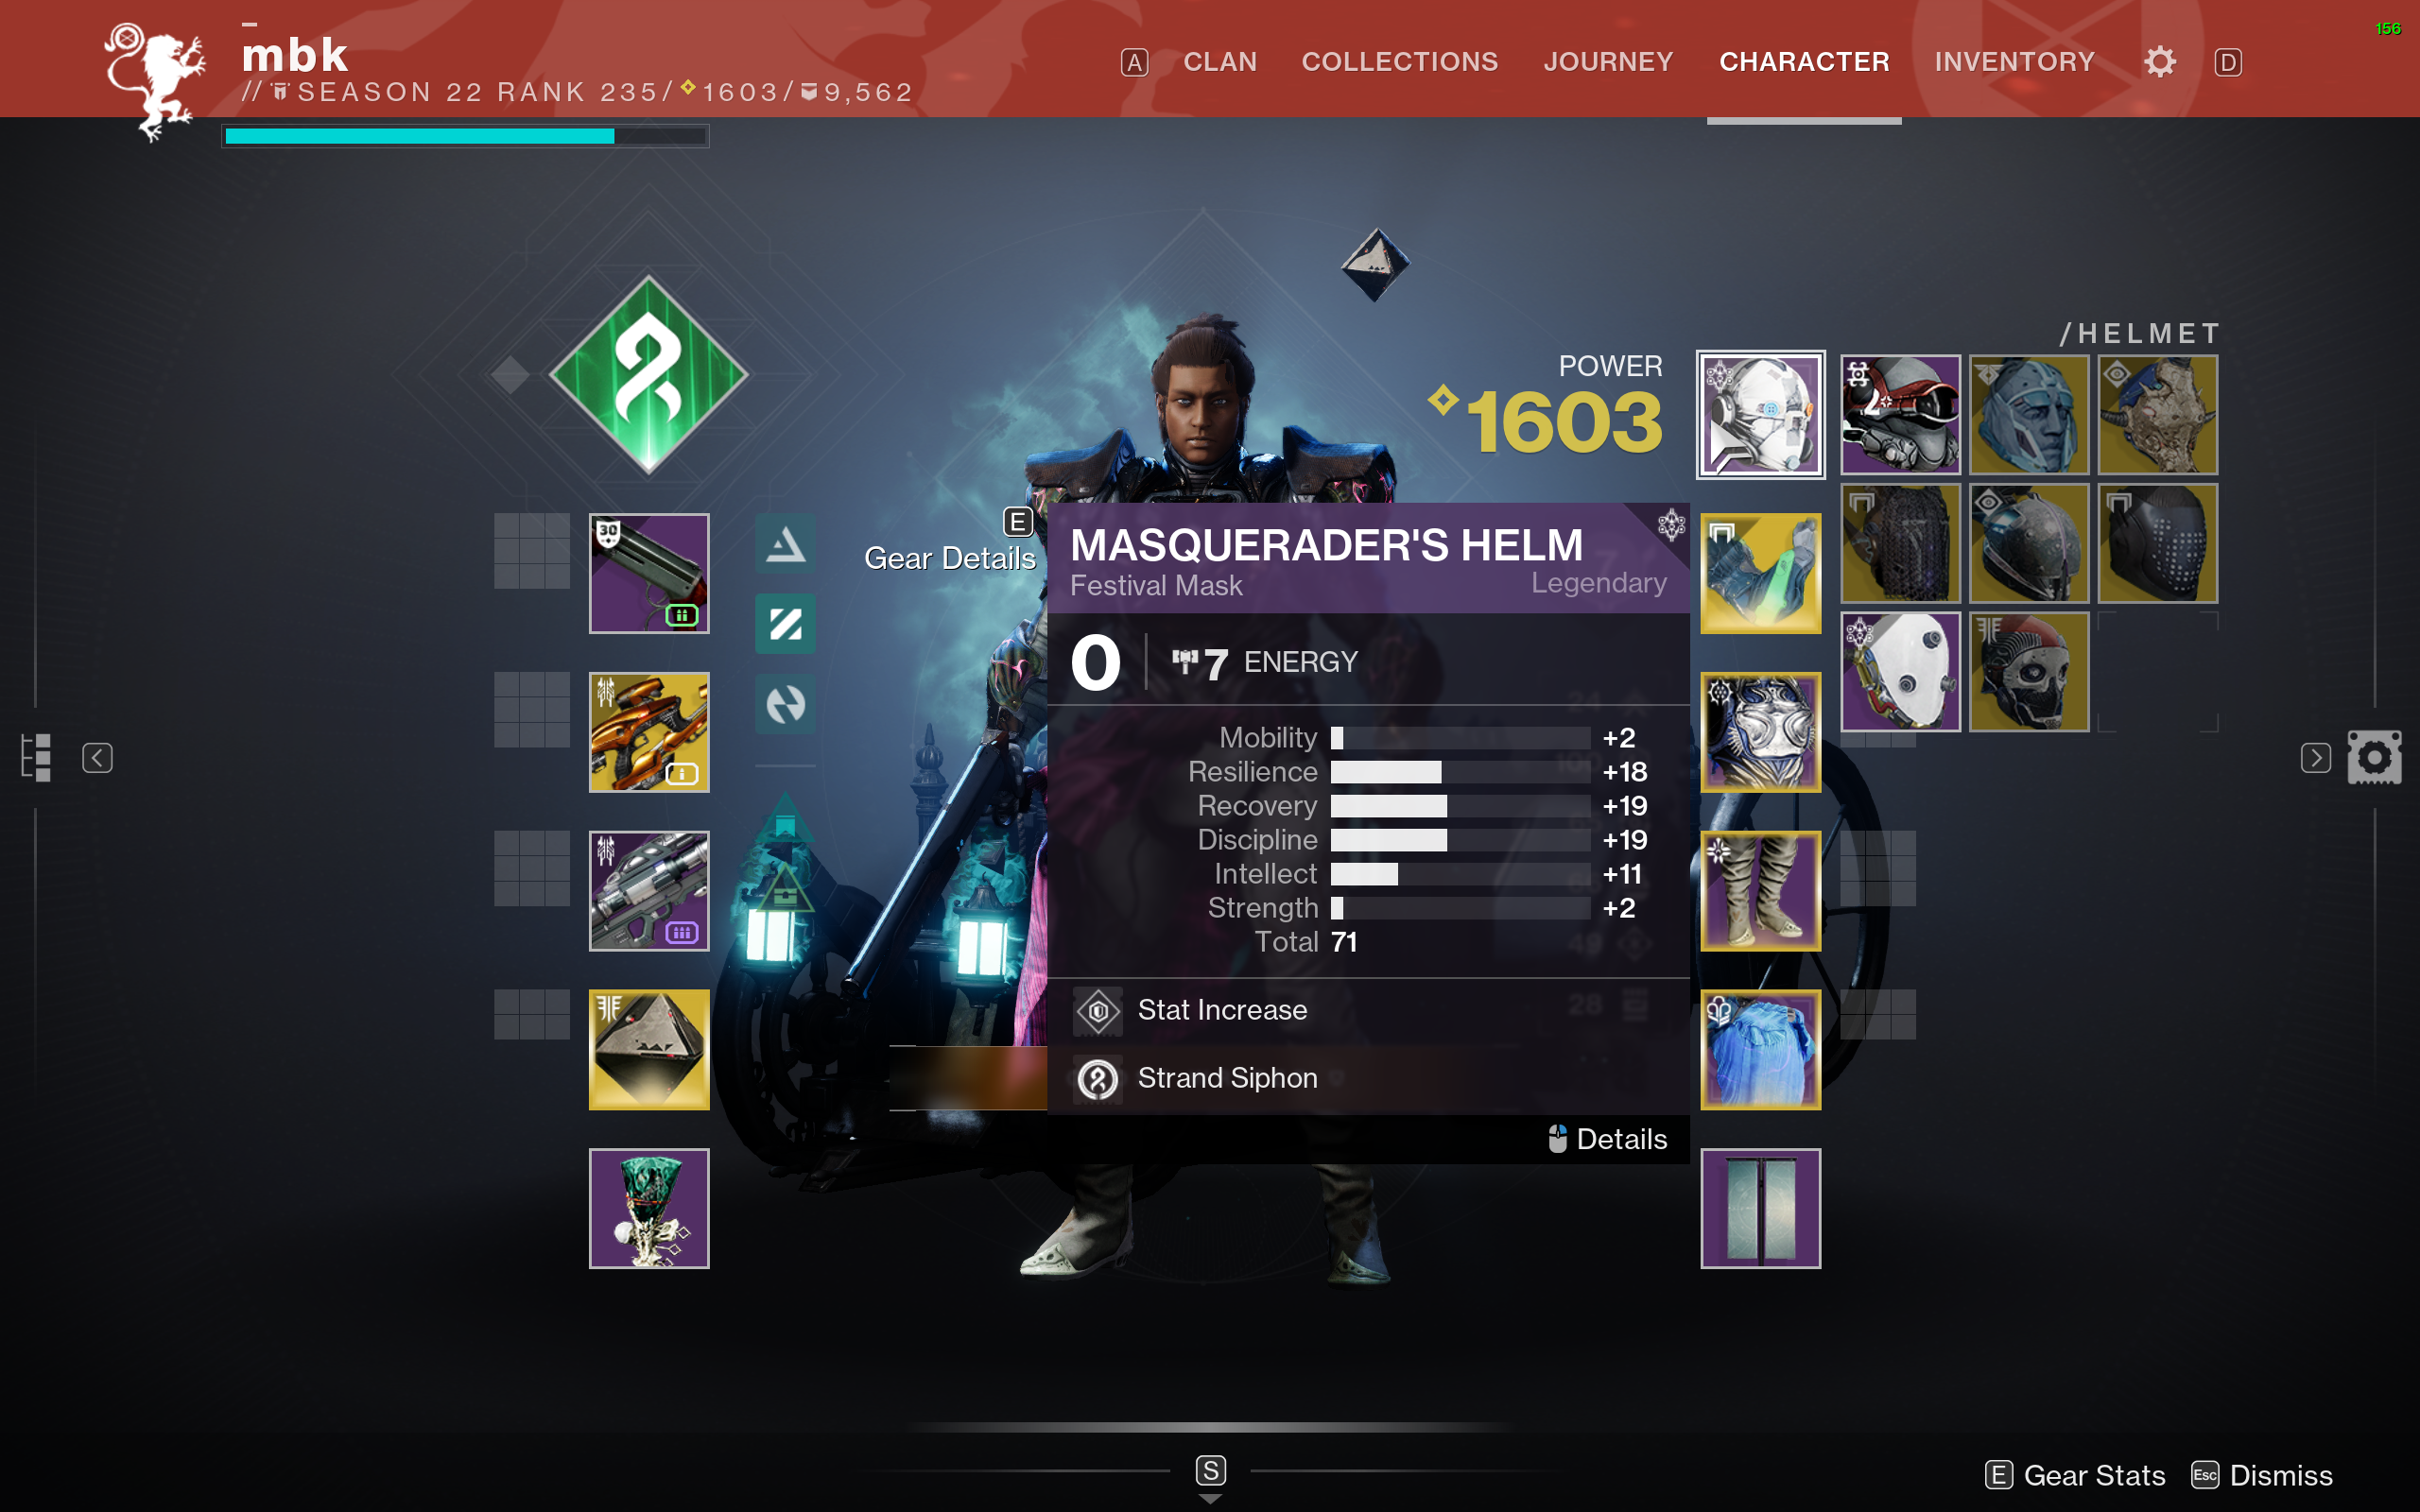 mbk
// SEASON 22 RANK 235/1603/9,562
A CLAN COLLECTIONS JOURNEY CHARACTER INVENTORY D
156
/HELMET
POWER
1603
2
30
E
Gear Details
MASQUERADER'S HELM
Festival Mask
Legendary
0 7 ENERGY
Mobility +2
Resilience +18
Recovery +19
Discipline +19
Intellect +11
Strength +2
Total 71
Stat Increase
Strand Siphon
Details
S
E Gear Stats Esc Dismiss